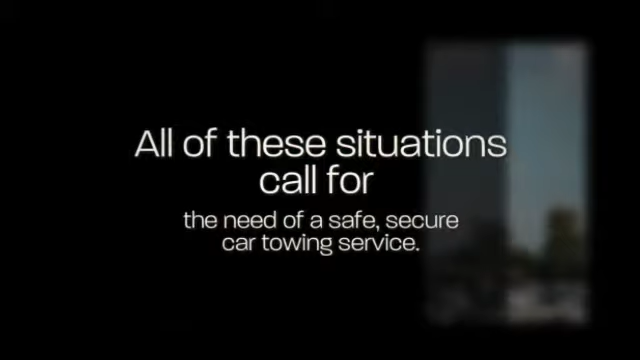 All of these situations
call for
the need of a safe, secure
car towing service.